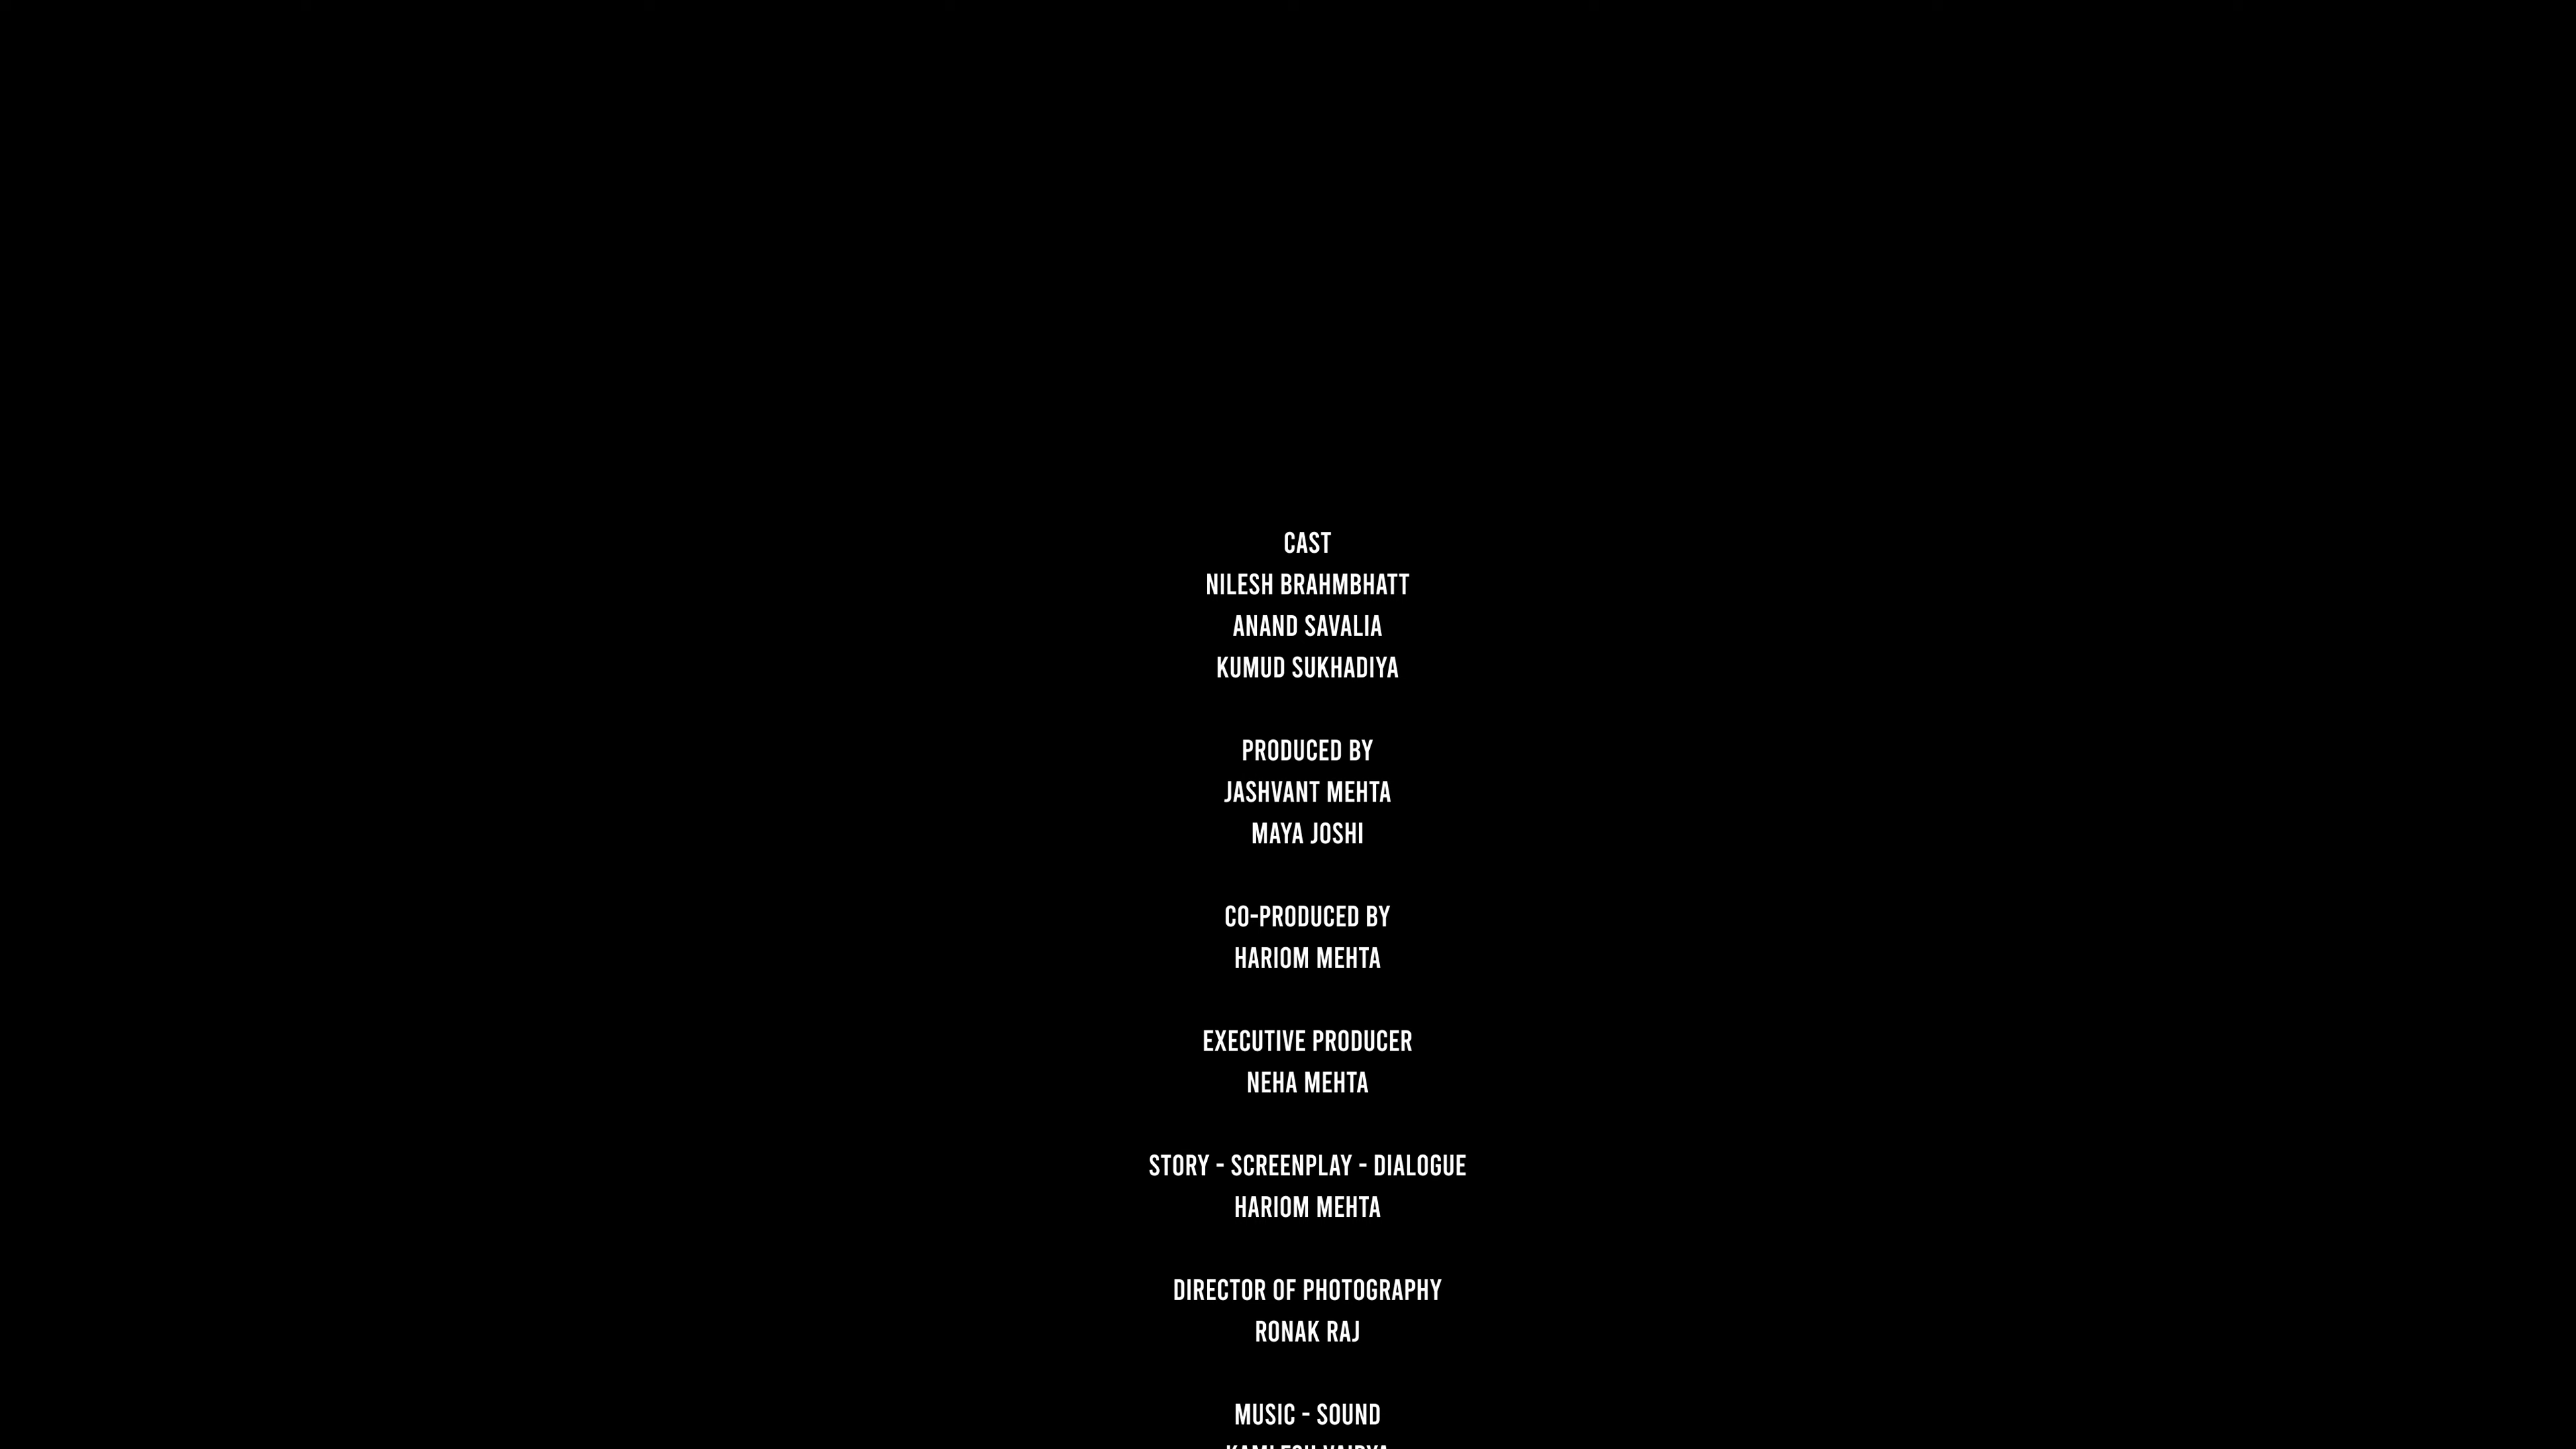 CAST
NILESH BRAHMBHATT
ANAND SAVALIA
KUMUD SUKHADIYA
PRODUCED BY
JASHVANT MEHTA
MAYA JOSHI
CO-PRODUCED BY
HARIOM MEHTA
EXECUTIVE PRODUCER
NEHA MEHTA
STORY - SCREENPLAY - DIALOGUE
HARIOM MEHTA
DIRECTOR OF PHOTOGRAPHY
RONAK RAJ
MUSIC - SOUND